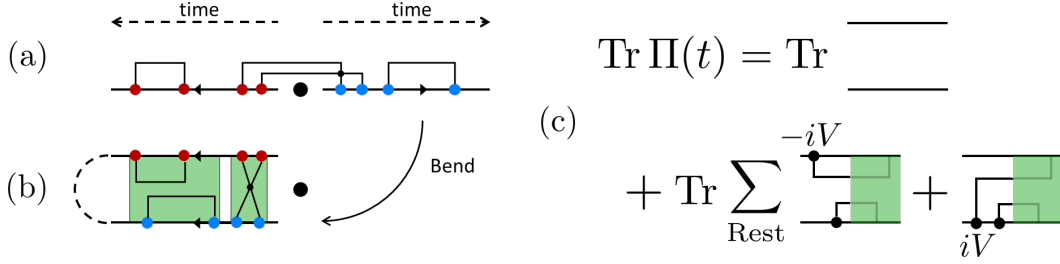 time
time
(a)
(b)
Bend
(c)
Tr Π(t) = Tr
−iV
+ Tr ∑ +
Rest
iV